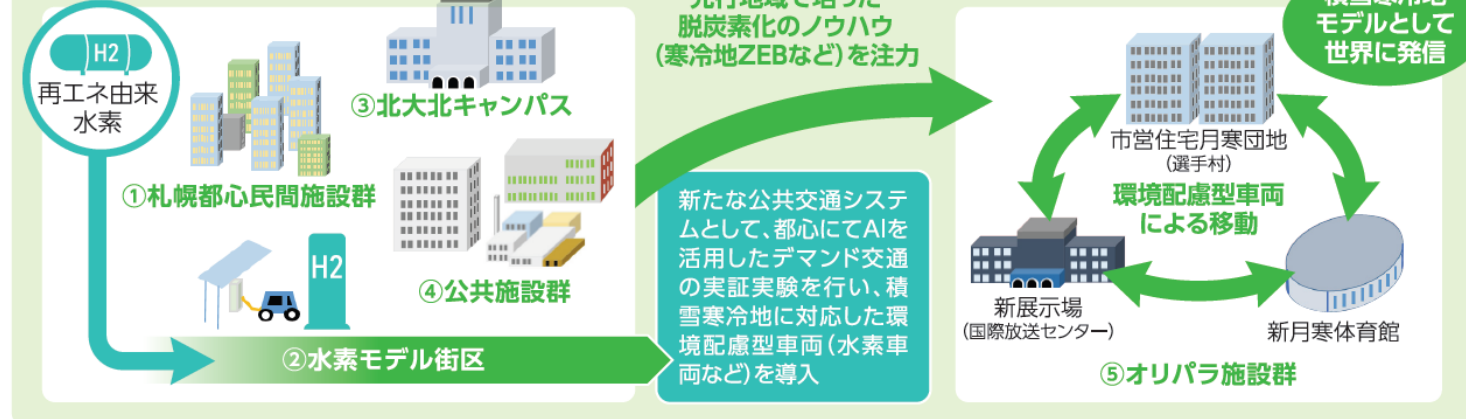 H2
再エネ由来
水素
③北大北キャンパス
①札幌都心民間施設群
④公共施設群
H2
②水素モデル街区
脱炭素化のノウハウ
（寒冷地ZEBなど）を注力
新たな公共交通システ
ムとして、都心にてAIを
活用したデマンド交通
の実証実験を行い、積
雪寒冷地に対応した環
境配慮型車両（水素車
両など）を導入
モデルとして
世界に発信
市営住宅月寒団地
（選手村）
環境配慮型車両
による移動
新展示場
（国際放送センター）
新月寒体育館
⑤オリパラ施設群